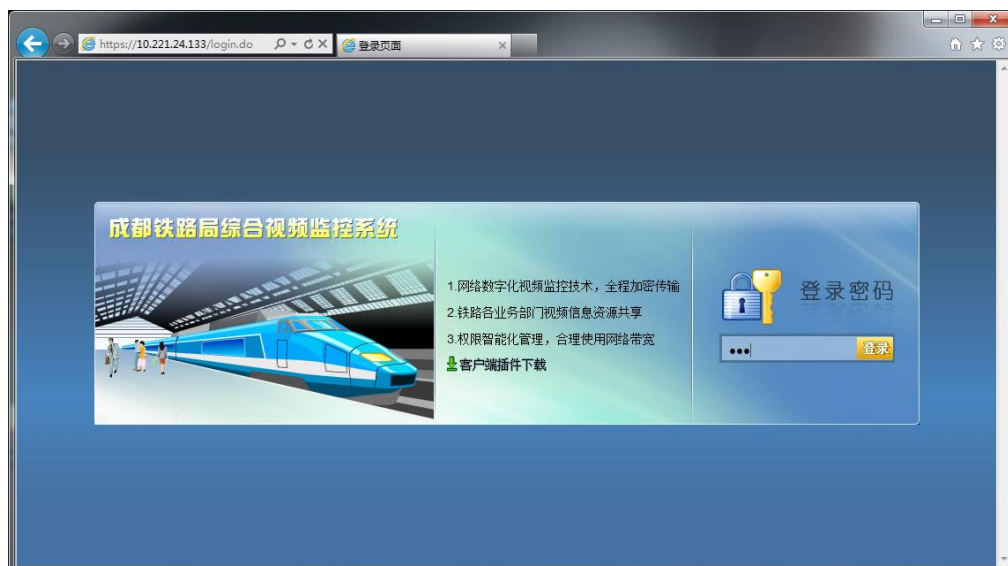 https://10.221.24.133/login.do
登录页面
成都铁路局综合视频监控系统
1.网络数字化视频监控技术，全程加密传输
2.铁路各业务部门视频信息资源共享
3.权限智能化管理，合理使用网络带宽
客户端插件下载
登录密码
登录